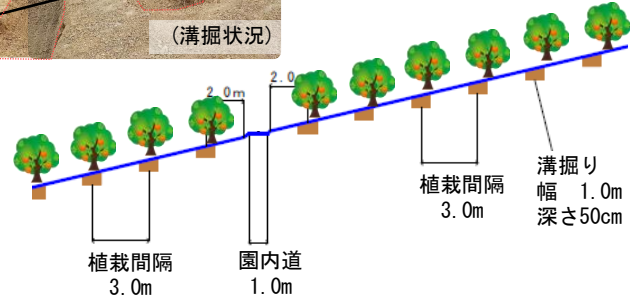 (溝掘状況)
2.0m
2.0
植栽間隔
3.0m
溝掘り
幅 1.0m
深さ50cm
植栽間隔
3.0m
園内道
1.0m